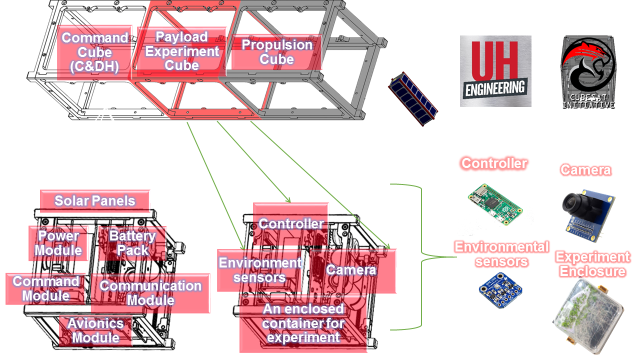 Command
Cube
(C&DH)
Payload
Experiment
Cube
Propulsion
Cube
UH
ENGINEERING
CUBESAT
INITIATIVE
Controller
Camera
Environmental
sensors
Experiment
Enclosure
Solar Panels
Power
Module
Battery
Pack
Command
Module
Communication
Module
Avionics
Module
Controller
Environment
sensors
Camera
An enclosed
container for
experiment